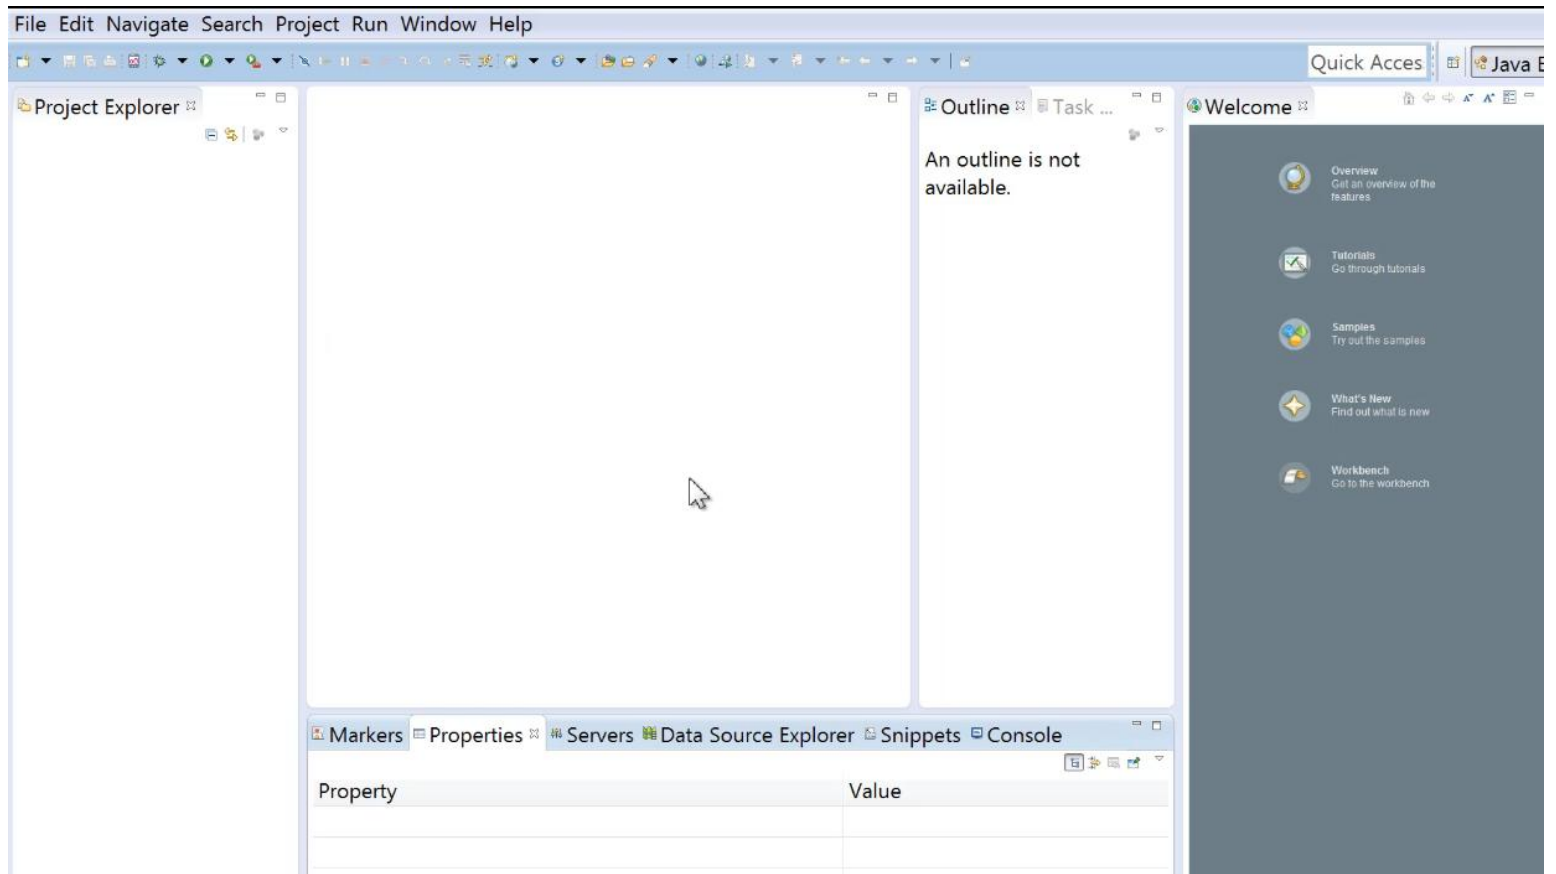 File Edit Navigate Search Project Run Window Help
Quick Acces
Java E
Project Explorer
Outline Task ...
An outline is not
available.
Welcome
Overview
Get an overview of the
features
Tutorials
Go through tutorials
Samples
Try out the samples
What's New
Find out what is new
Workbench
Go to the workbench
Markers Properties Servers Data Source Explorer Snippets Console
Property Value